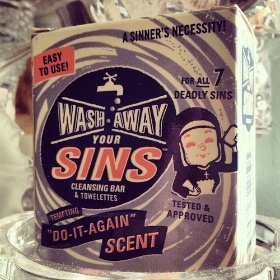 A SINNER'S NECESSITY!
EASY
TO USE!
FOR ALL 7
DEADLY SINS
WASH-AWAY
YOUR
SINS
CLEANSING BAR
& TOWELETTES
TESTED &
APPROVED
TEMPTING
"DO-IT-AGAIN"
SCENT